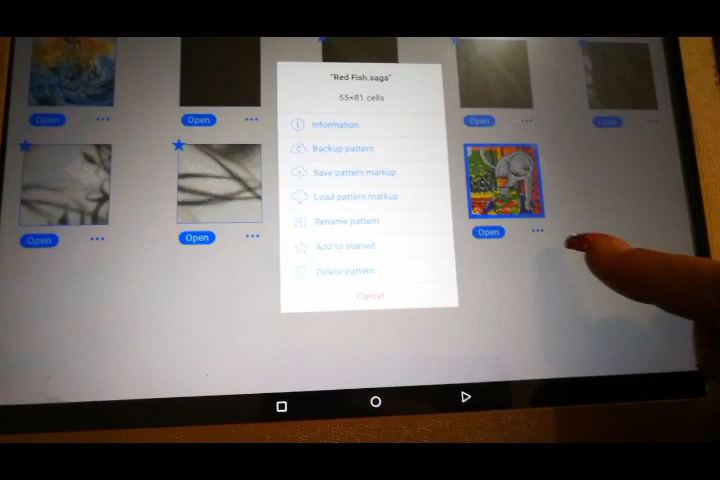 "Red Fish.saga"
55×81 cells
Open
Open
Open
Open
Information
Backup pattern
Save pattern markup
Load pattern markup
a| Rename pattern
Add to starred
Delete pattern
Cancel
Open
Open
Open